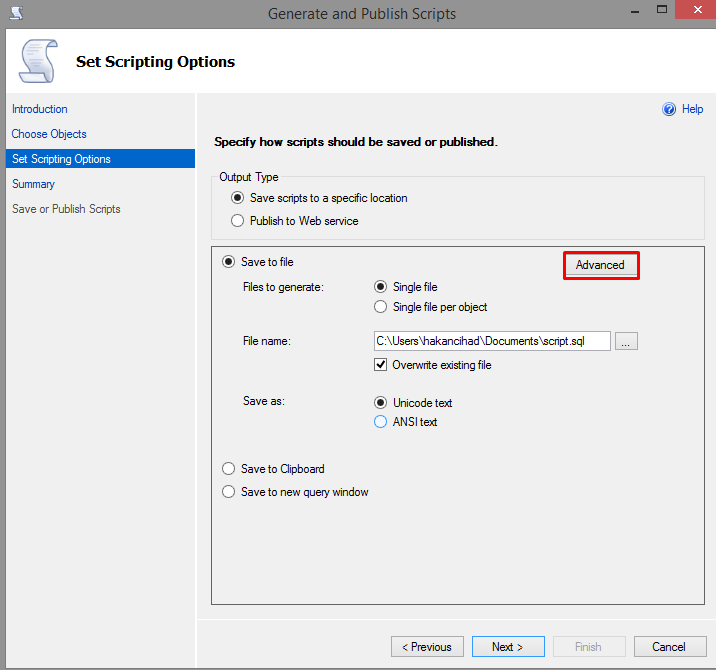 Generate and Publish Scripts
Set Scripting Options
Introduction
Choose Objects
Set Scripting Options
Summary
Save or Publish Scripts
Help
Specify how scripts should be saved or published.
Output Type
Save scripts to a specific location
Publish to Web service
Save to file
Advanced
Files to generate:
Single file
Single file per object
File name:
C:\Users\hakancihad\Documents\script.sql
...
Overwrite existing file
Save as:
Unicode text
ANSI text
Save to Clipboard
Save to new query window
< Previous
Next >
Finish
Cancel